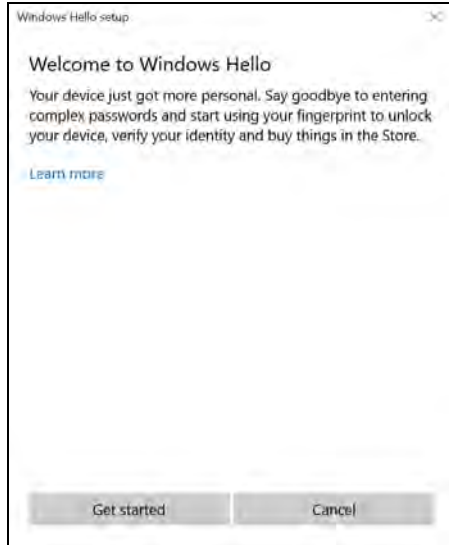 Windows Hello setup
Welcome to Windows Hello
Your device just got more personal. Say goodbye to entering
complex passwords and start using your fingerprint to unlock
your device, verify your identity and buy things in the Store.
Learn more
Get started
Cancel